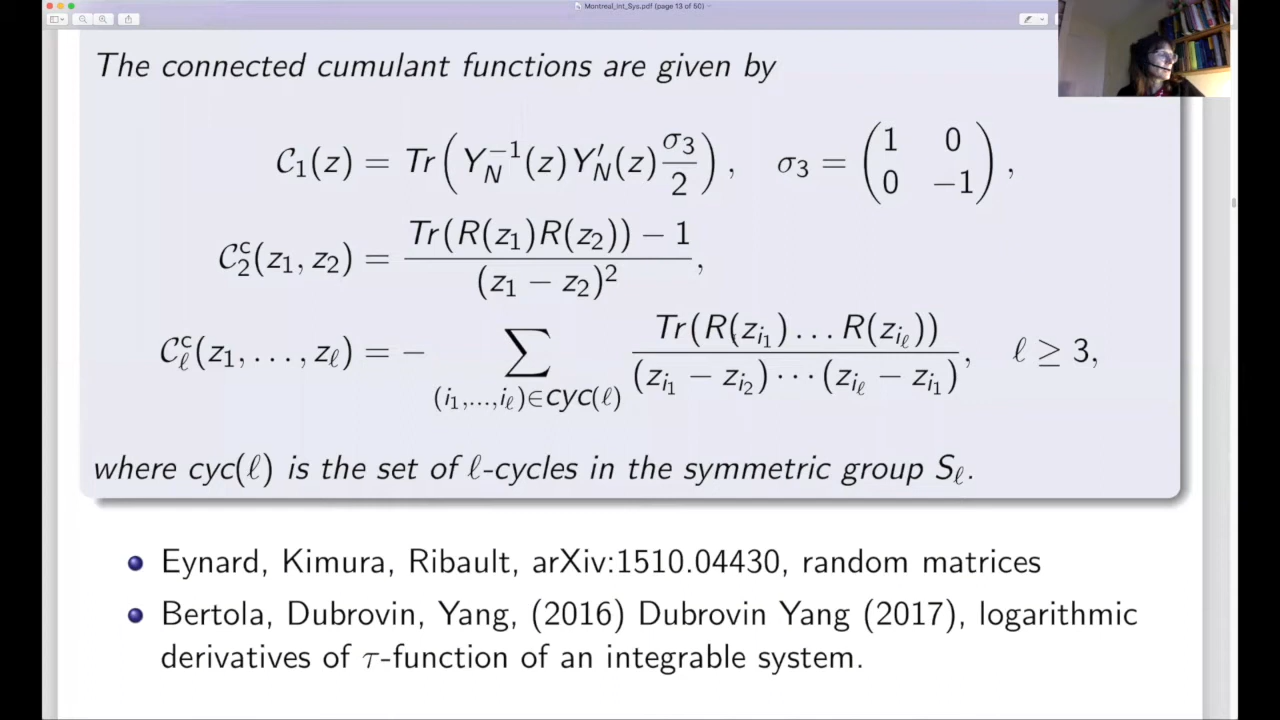 Montreal_Int_Sys.pdf (page 13 of 50)
The connected cumulant functions are given by
𝒞₁(z) = Tr( Y_N^{-1}(z) Y′_N(z) σ₃/2 ), σ₃ = (1 0; 0 −1),
𝒞₂ᶜ(z₁, z₂) = (Tr(R(z₁)R(z₂)) − 1) / (z₁ − z₂)²,
𝒞_ℓᶜ(z₁, . . . , z_ℓ) = − ∑_{(i₁,...,i_ℓ)∈cyc(ℓ)} Tr(R(z_{i₁}) . . . R(z_{i_ℓ})) / ((z_{i₁} − z_{i₂}) · · · (z_{i_ℓ} − z_{i₁})), ℓ ≥ 3,
where cyc(ℓ) is the set of ℓ-cycles in the symmetric group S_ℓ.
Eynard, Kimura, Ribault, arXiv:1510.04430, random matrices
Bertola, Dubrovin, Yang, (2016) Dubrovin Yang (2017), logarithmic
derivatives of τ-function of an integrable system.